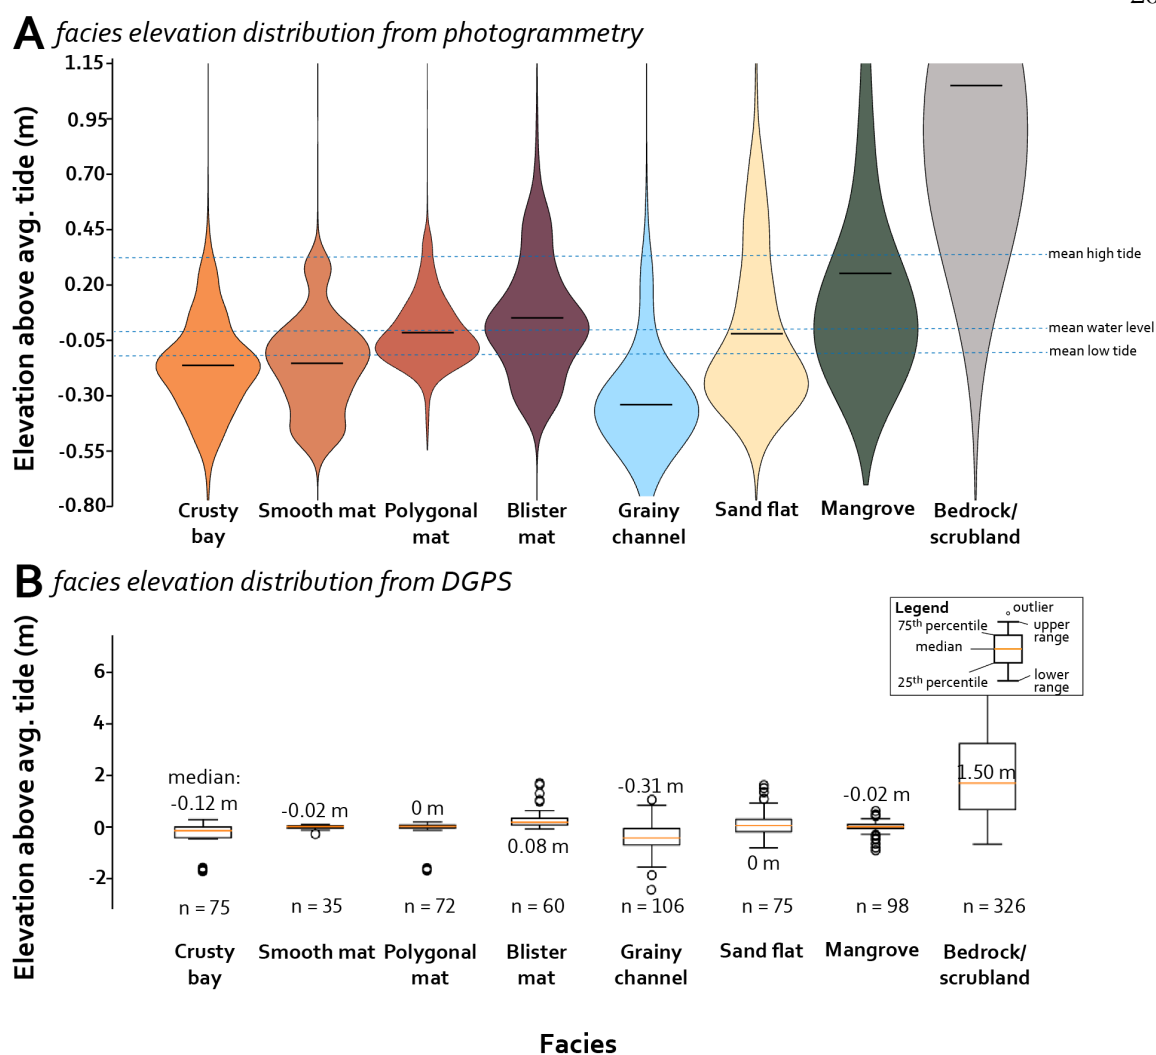 A facies elevation distribution from photogrammetry
Elevation above avg. tide (m)
1.15
0.95
0.70
0.45
0.20
-0.05
-0.30
-0.55
-0.80
mean high tide
mean water level
mean low tide
Crusty
bay
Smooth mat
Polygonal
mat
Blister
mat
Grainy
channel
Sand flat
Mangrove
Bedrock/
scrubland
B facies elevation distribution from DGPS
Elevation above avg. tide (m)
6
4
2
0
-2
Legend
outlier
75th percentile
upper
range
median
25th percentile
lower
range
median:
-0.12 m
-0.02 m
0 m
0.08 m
-0.31 m
0 m
-0.02 m
1.50 m
n = 75
n = 35
n = 72
n = 60
n = 106
n = 75
n = 98
n = 326
Crusty
bay
Smooth mat
Polygonal
mat
Blister
mat
Grainy
channel
Sand flat
Mangrove
Bedrock/
scrubland
Facies